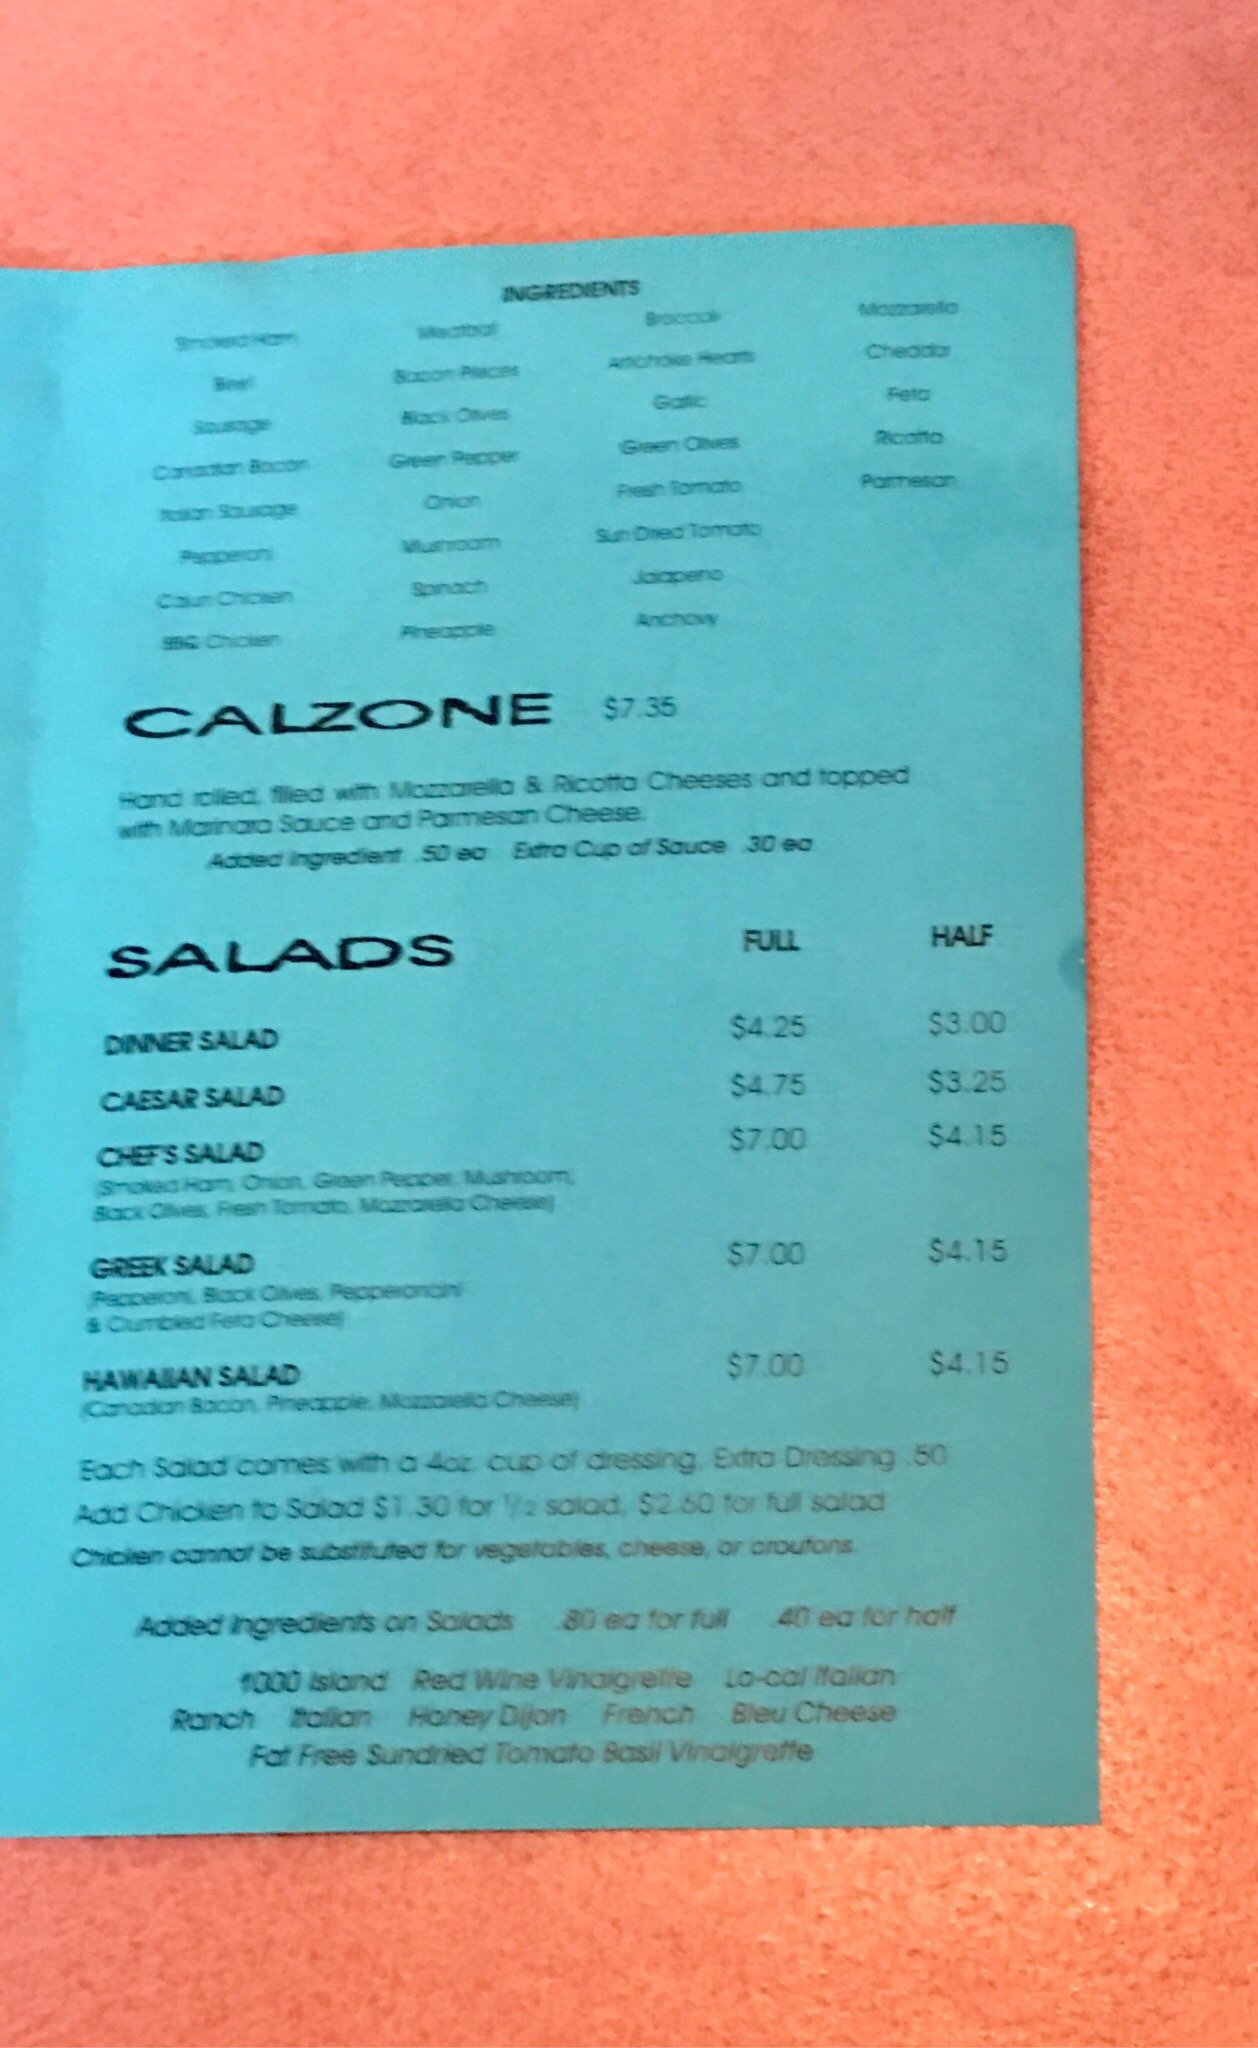 INGREDIENTS
Smoked Ham Meatball Broccoli Mozzarella
Beef Bacon Pieces Artichoke Hearts Cheddar
Sausage Black Olives Garlic Feta
Canadian Bacon Green Pepper Green Olives Ricotta
Italian Sausage Onion Fresh Tomato Parmesan
Pepperoni Mushroom Sun Dried Tomato
Cajun Chicken Spinach Jalapeno
BBQ Chicken Pineapple Anchovy
CALZONE $7.35
Hand rolled, filled with Mozzarella & Ricotta Cheeses and topped
with Marinara Sauce and Parmesan Cheese.
Added Ingredient .50 ea Extra Cup of Sauce .30 ea
SALADS FULL HALF
DINNER SALAD $4.25 $3.00
CAESAR SALAD $4.75 $3.25
CHEF'S SALAD $7.00 $4.15
(Smoked Ham, Onion, Green Pepper, Mushroom,
Black Olives, Fresh Tomato, Mozzarella Cheese)
GREEK SALAD $7.00 $4.15
(Pepperoni, Black Olives, Pepperoncini
& Crumbled Feta Cheese)
HAWAIIAN SALAD $7.00 $4.15
(Canadian Bacon, Pineapple, Mozzarella Cheese)
Each Salad comes with a 4oz. cup of dressing, Extra Dressing .50
Add Chicken to Salad $1.30 for 1/2 salad, $2.60 for full salad
Chicken cannot be substituted for vegetables, cheese, or croutons.
Added Ingredients on Salads .80 ea for full .40 ea for half
1000 Island Red Wine Vinaigrette Lo-cal Italian
Ranch Italian Honey Dijon French Bleu Cheese
Fat Free Sundried Tomato Basil Vinaigrette